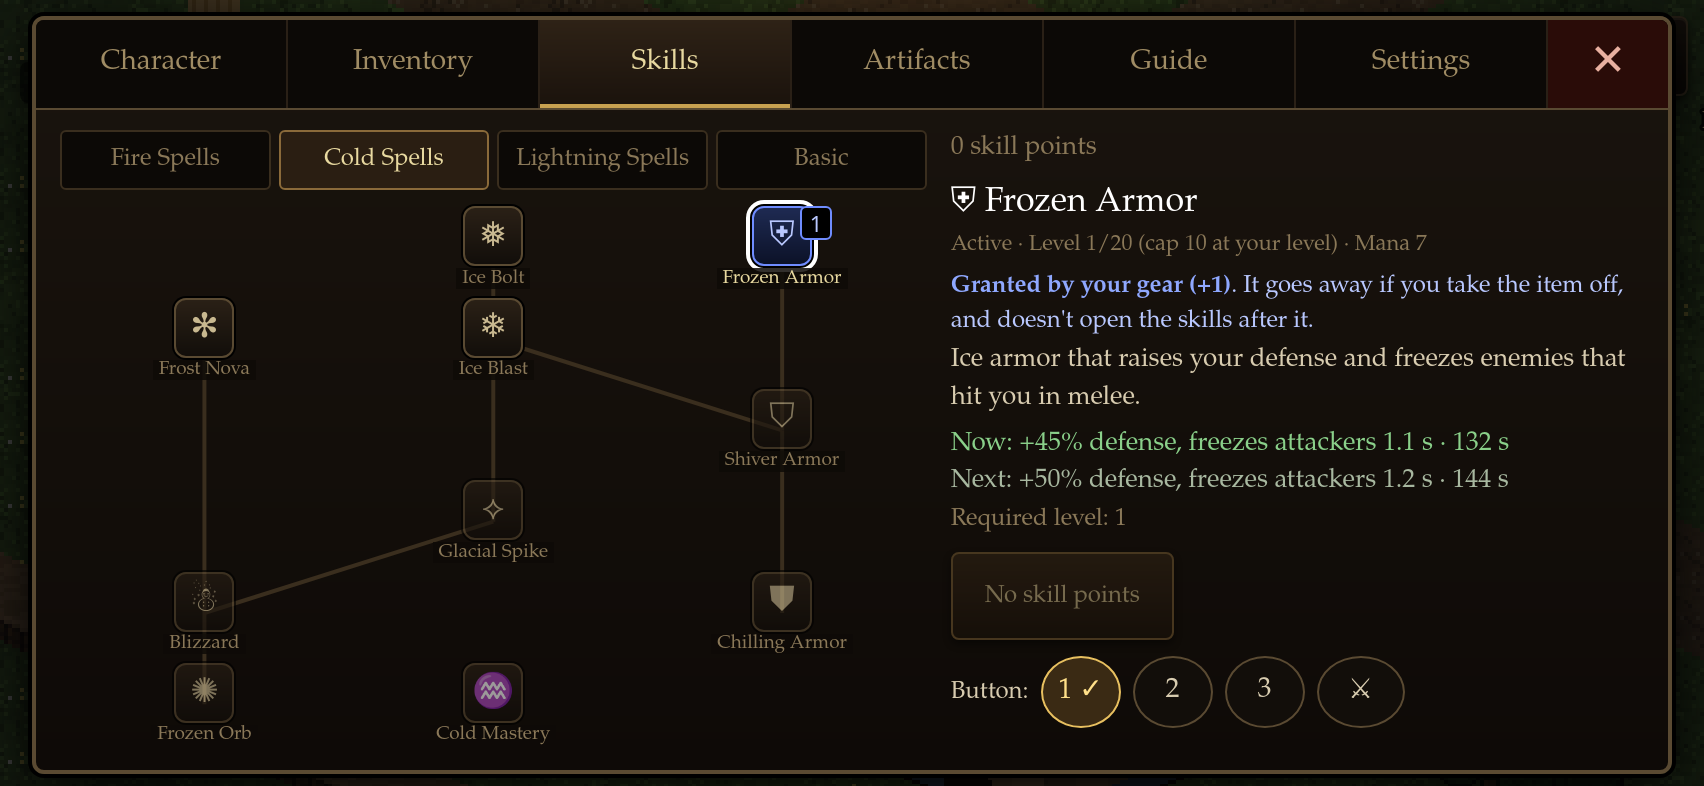 Character
Inventory
Skills
Artifacts
Guide
Settings
✕
Fire Spells
Cold Spells
Lightning Spells
Basic
Ice Bolt
1
Frozen Armor
Frost Nova
Ice Blast
Shiver Armor
Glacial Spike
Blizzard
Chilling Armor
Frozen Orb
Cold Mastery
0 skill points
Frozen Armor
Active · Level 1/20 (cap 10 at your level) · Mana 7
Granted by your gear (+1). It goes away if you take the item off,
and doesn't open the skills after it.
Ice armor that raises your defense and freezes enemies that
hit you in melee.
Now: +45% defense, freezes attackers 1.1 s · 132 s
Next: +50% defense, freezes attackers 1.2 s · 144 s
Required level: 1
No skill points
Button: 1 ✓ 2 3 ⚔